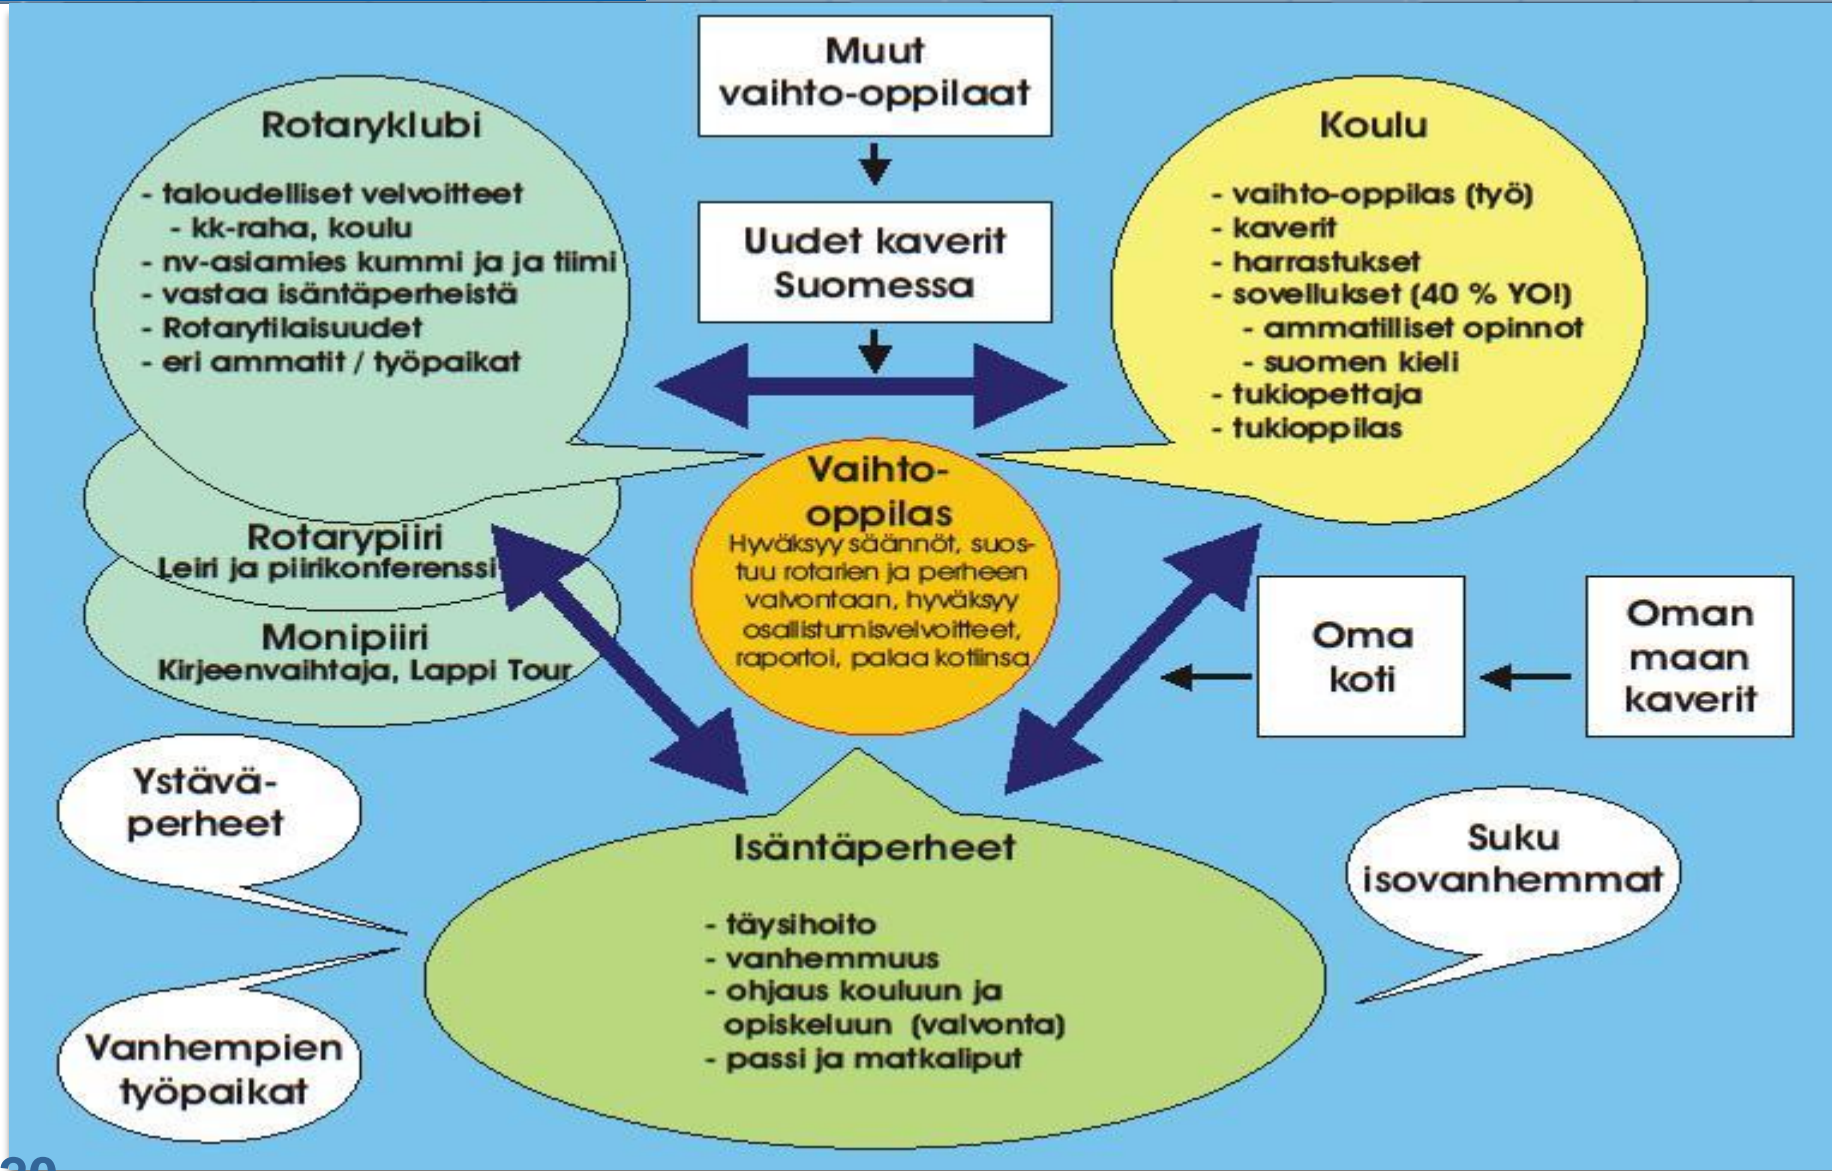 Muut
vaihto-oppilaat
Uudet kaverit
Suomessa
Rotaryklubi
- taloudelliset velvoitteet
- kk-raha, koulu
- nv-asiamies kummi ja ja tiimi
- vastaa isäntäperheistä
- Rotarytilaisuudet
- eri ammatit / työpaikat
Rotarypiiri
Leiri ja piirikonferenssi
Monipiiri
Kirjeenvaihtaja, Lappi Tour
Koulu
- vaihto-oppilas (työ)
- kaverit
- harrastukset
- sovellukset (40 % YO!)
- ammatilliset opinnot
- suomen kieli
- tukiopettaja
- tukioppilas
Vaihto-
oppilas
Hyväksyy säännöt, suos-
tuu rotarien ja perheen
valvontaan, hyväksyy
osallistumisvelvoitteet,
raportoi, palaa kotiinsa
Oma
koti
Oman
maan
kaverit
Ystävä-
perheet
Vanhempien
työpaikat
Isäntäperheet
- täysihoito
- vanhemmuus
- ohjaus kouluun ja
opiskeluun (valvonta)
- passi ja matkaliput
Suku
isovanhemmat